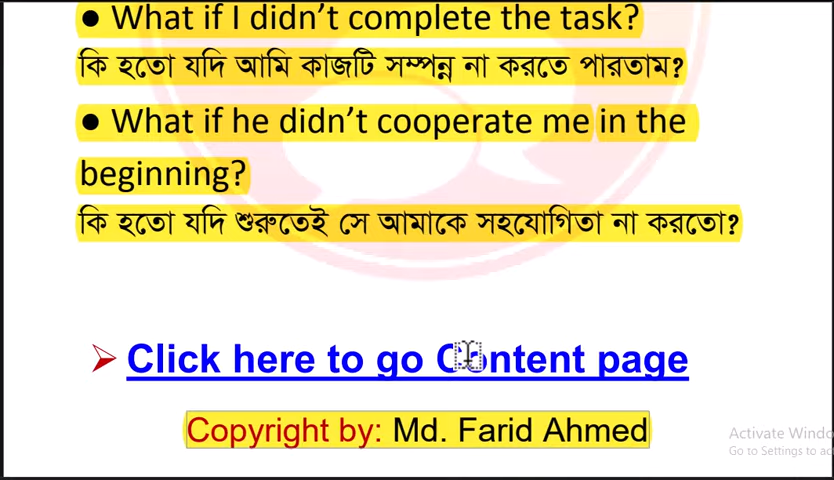 ● What if I didn’t complete the task?
কি হতো যদি আমি কাজটি সম্পন্ন না করতে পারতাম?
● What if he didn’t cooperate me in the
beginning?
কি হতো যদি শুরুতেই সে আমাকে সহযোগিতা না করতো?
➢ Click here to go Content page
Copyright by: Md. Farid Ahmed
Activate Windo
Go to Settings to a